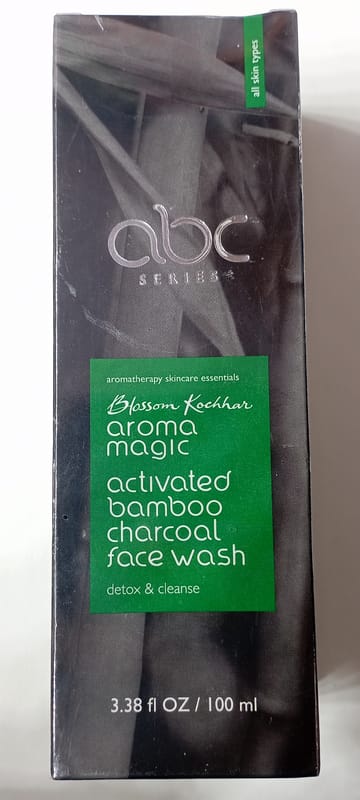 all skin types
abc
SERIES
aromatherapy skincare essentials
Blossom Kochhar
aroma
magic
activated
bamboo
charcoal
face wash
detox & cleanse
3.38 fl OZ / 100 ml